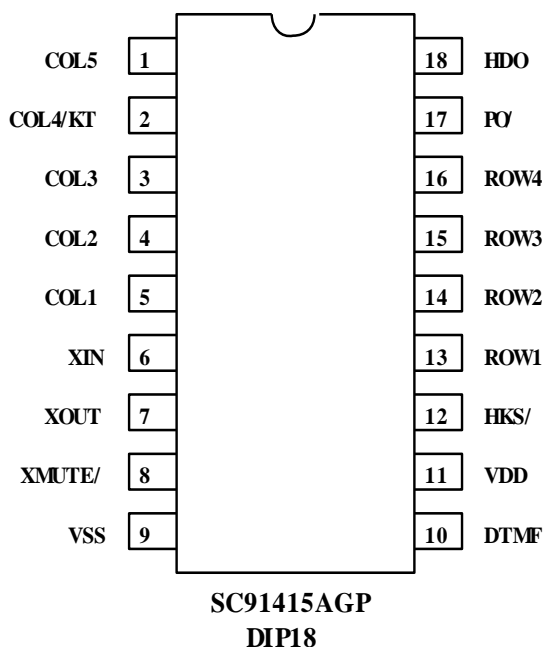 COL5 1 18 HDO
COL4/KT 2 17 PO/
COL3 3 16 ROW4
COL2 4 15 ROW3
COL1 5 14 ROW2
XIN 6 13 ROW1
XOUT 7 12 HKS/
XMUTE/ 8 11 VDD
VSS 9 10 DTMF
SC91415AGP
DIP18